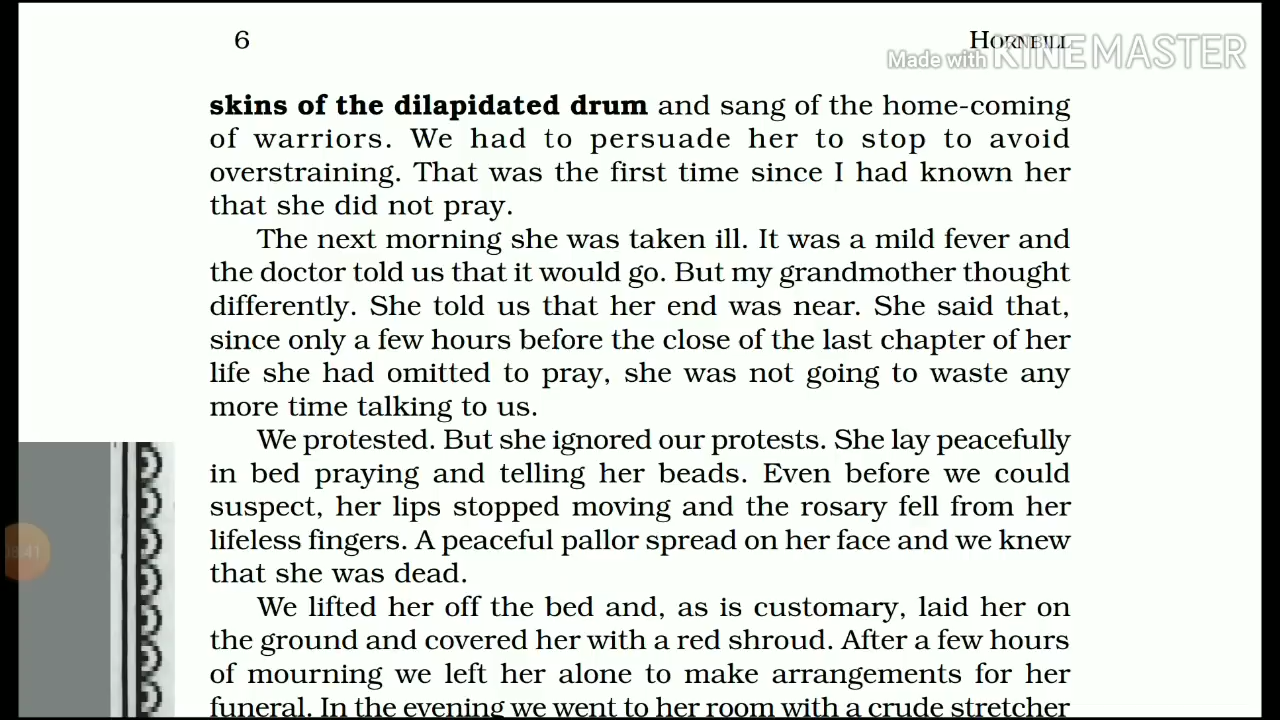 6
HORNBILL
Made with KINEMASTER
skins of the dilapidated drum and sang of the home-coming
of warriors. We had to persuade her to stop to avoid
overstraining. That was the first time since I had known her
that she did not pray.
The next morning she was taken ill. It was a mild fever and
the doctor told us that it would go. But my grandmother thought
differently. She told us that her end was near. She said that,
since only a few hours before the close of the last chapter of her
life she had omitted to pray, she was not going to waste any
more time talking to us.
We protested. But she ignored our protests. She lay peacefully
in bed praying and telling her beads. Even before we could
suspect, her lips stopped moving and the rosary fell from her
lifeless fingers. A peaceful pallor spread on her face and we knew
that she was dead.
We lifted her off the bed and, as is customary, laid her on
the ground and covered her with a red shroud. After a few hours
of mourning we left her alone to make arrangements for her
funeral. In the evening we went to her room with a crude stretcher